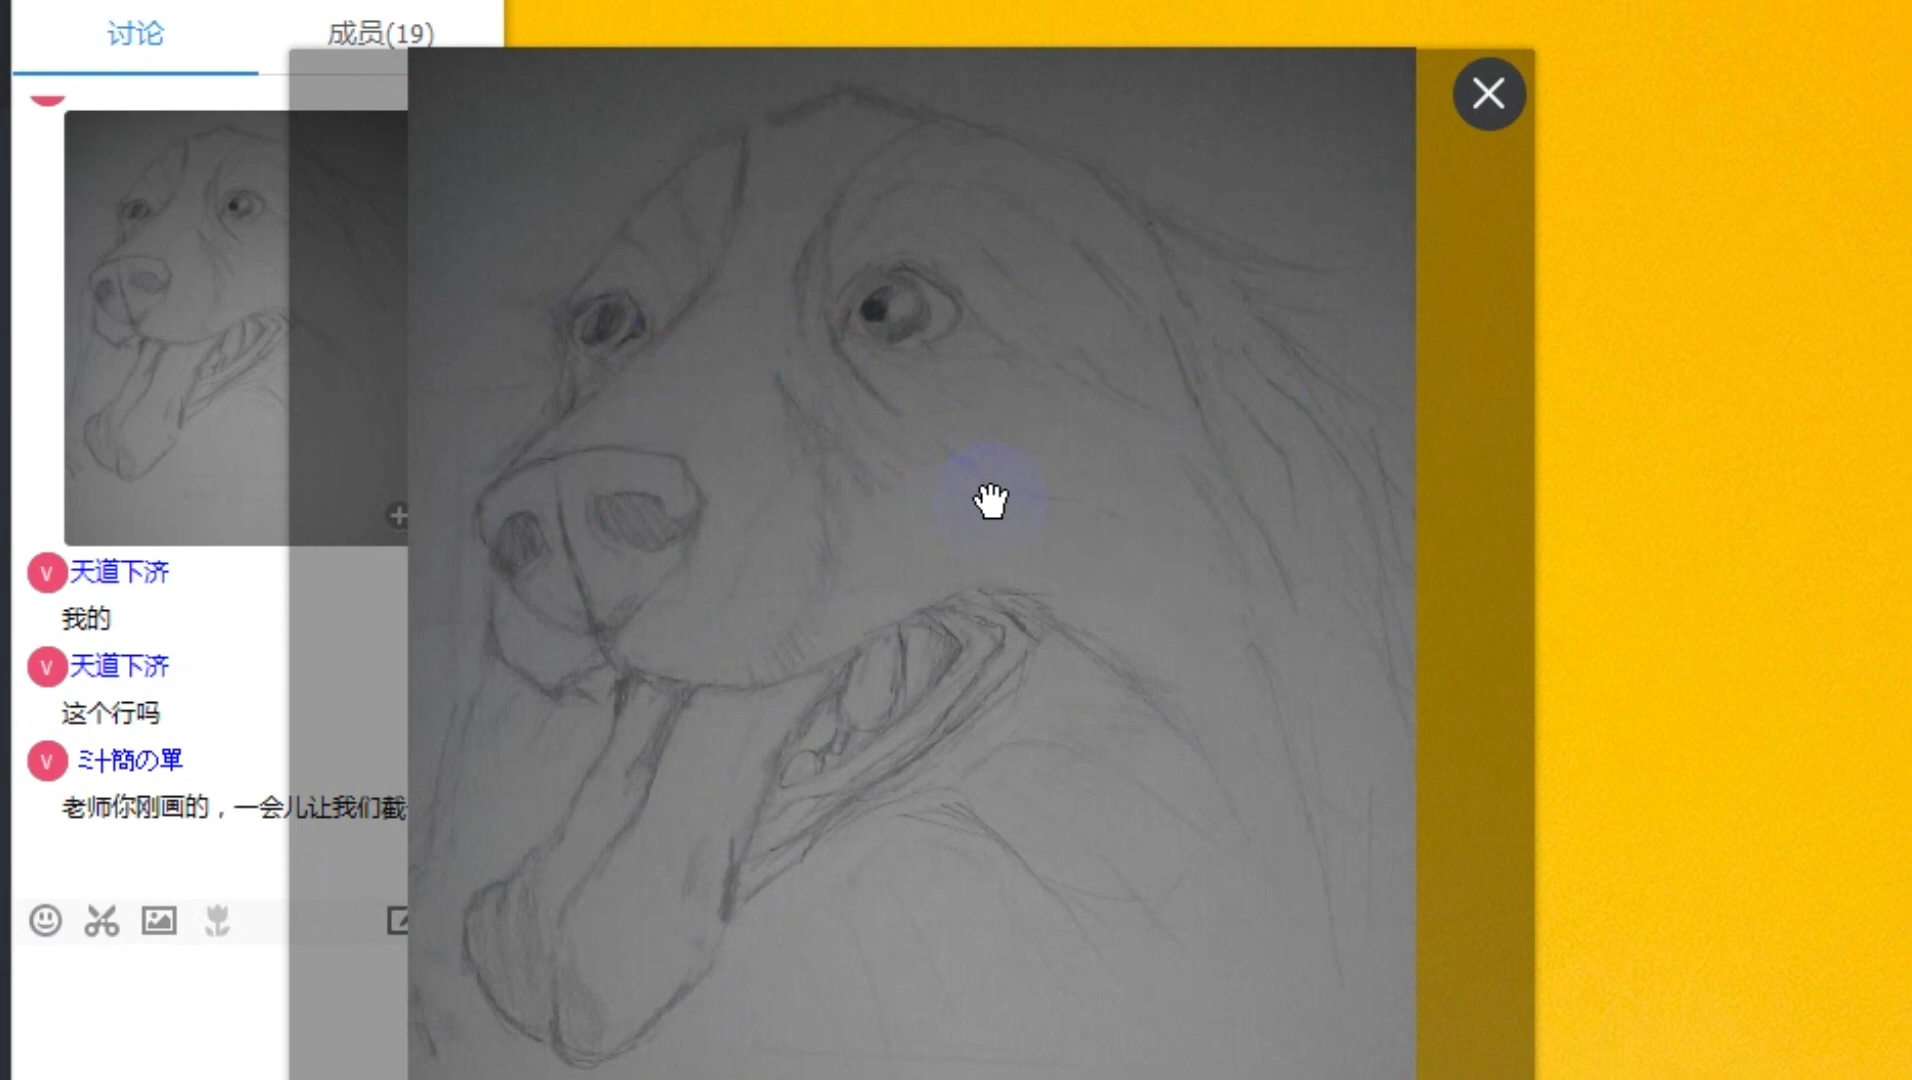 讨论
成员(19)
V
天道下济
我的
V
天道下济
这个行吗
V
ミ十簡の單
老师你刚画的，一会儿让我们截